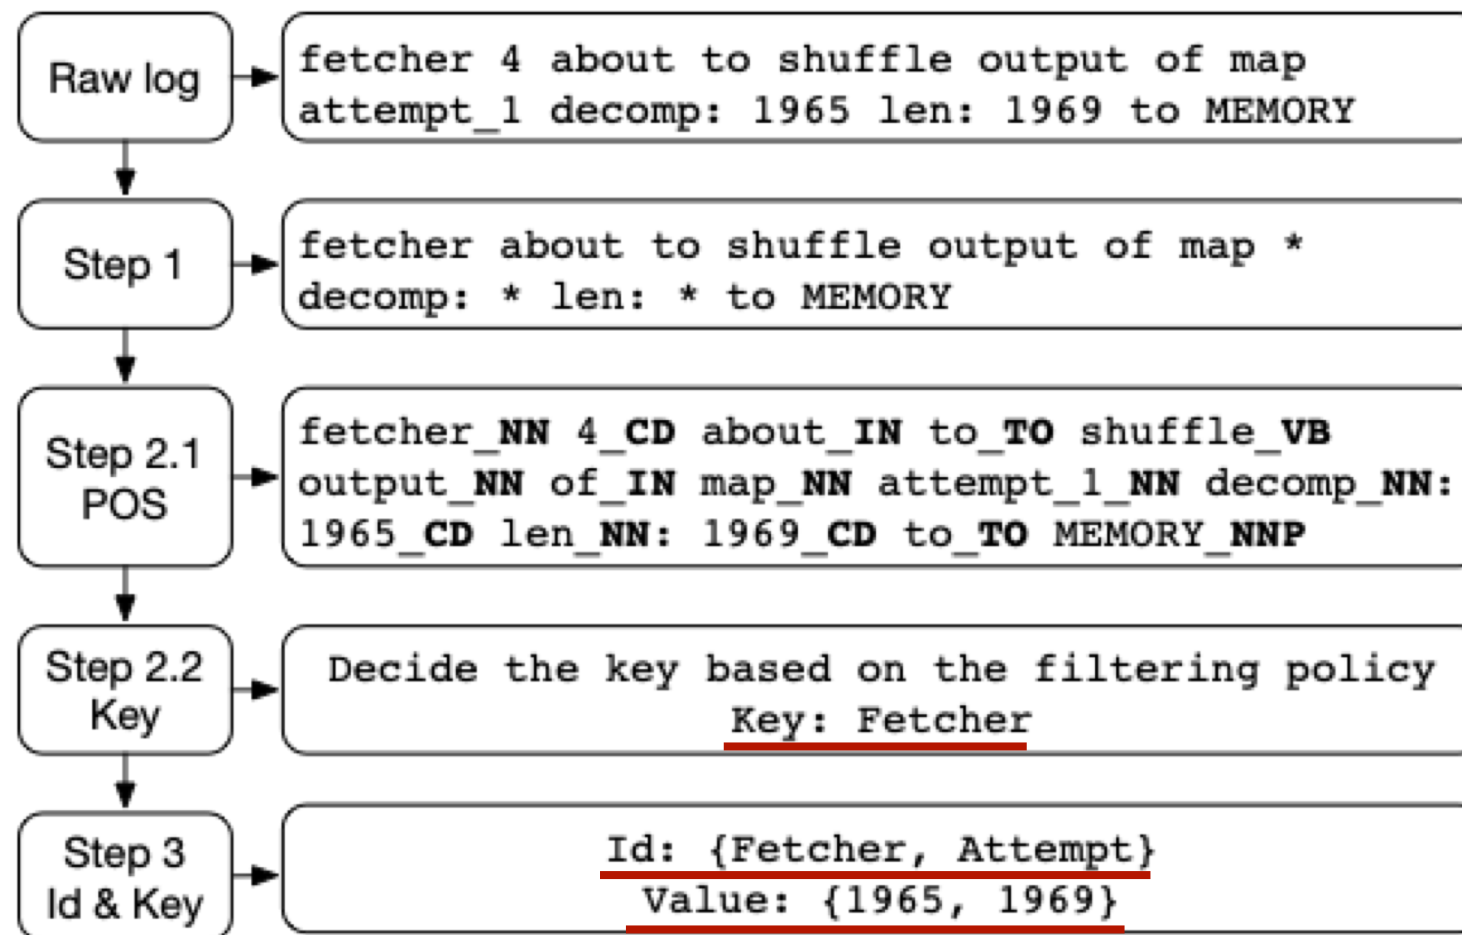 Raw log
fetcher 4 about to shuffle output of map
attempt_1 decomp: 1965 len: 1969 to MEMORY
Step 1
fetcher about to shuffle output of map *
decomp: * len: * to MEMORY
Step 2.1
POS
fetcher_NN 4_CD about_IN to_TO shuffle_VB
output_NN of_IN map_NN attempt_1_NN decomp_NN:
1965_CD len_NN: 1969_CD to_TO MEMORY_NNP
Step 2.2
Key
Decide the key based on the filtering policy
Key: Fetcher
Step 3
Id & Key
Id: {Fetcher, Attempt}
Value: {1965, 1969}